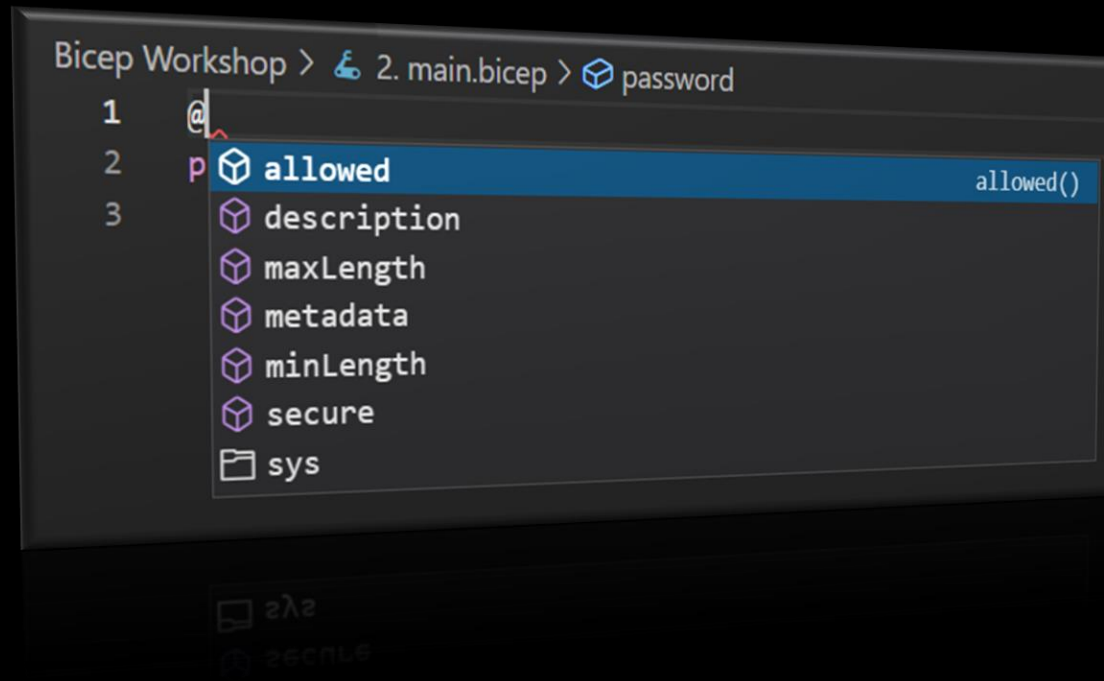 Bicep Workshop > 2. main.bicep > password
1 @
2 p
3
allowed allowed()
description
maxLength
metadata
minLength
secure
sys